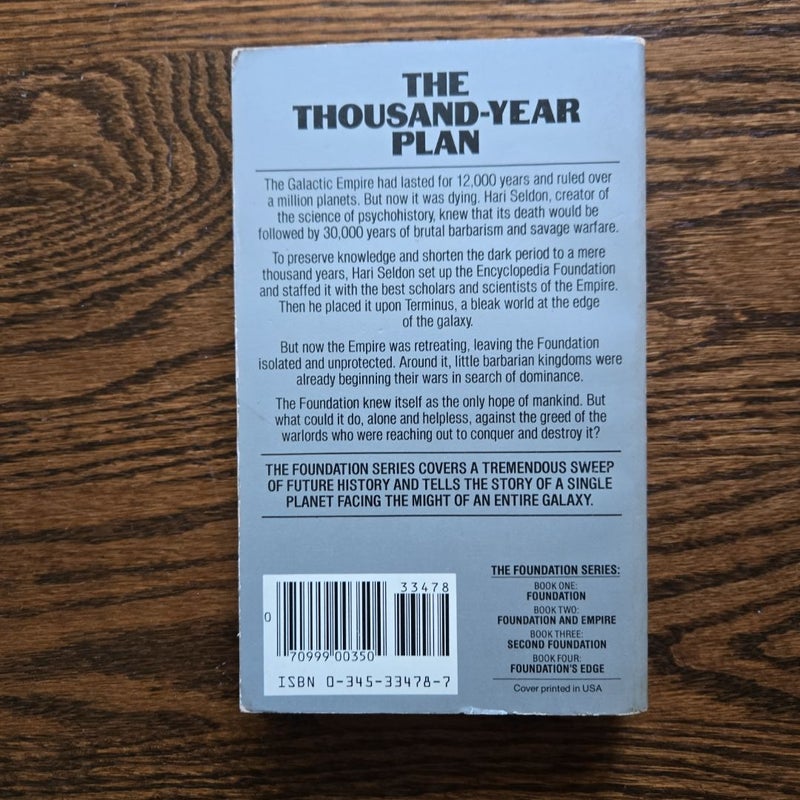 THE
THOUSAND-YEAR
PLAN
The Galactic Empire had lasted for 12,000 years and ruled over
a million planets. But now it was dying. Hari Seldon, creator of
the science of psychohistory, knew that its death would be
followed by 30,000 years of brutal barbarism and savage warfare.
To preserve knowledge and shorten the dark period to a mere
thousand years, Hari Seldon set up the Encyclopedia Foundation
and staffed it with the best scholars and scientists of the Empire.
Then he placed it upon Terminus, a bleak world at the edge
of the galaxy.
But now the Empire was retreating, leaving the Foundation
isolated and unprotected. Around it, little barbarian kingdoms were
already beginning their wars in search of dominance.
The Foundation knew itself as the only hope of mankind. But
what could it do, alone and helpless, against the greed of the
warlords who were reaching out to conquer and destroy it?
THE FOUNDATION SERIES COVERS A TREMENDOUS SWEEP
OF FUTURE HISTORY AND TELLS THE STORY OF A SINGLE
PLANET FACING THE MIGHT OF AN ENTIRE GALAXY.
33478
0
70999 00350
ISBN 0-345-33478-7
THE FOUNDATION SERIES:
BOOK ONE:
FOUNDATION
BOOK TWO:
FOUNDATION AND EMPIRE
BOOK THREE:
SECOND FOUNDATION
BOOK FOUR:
FOUNDATION'S EDGE
Cover printed in USA